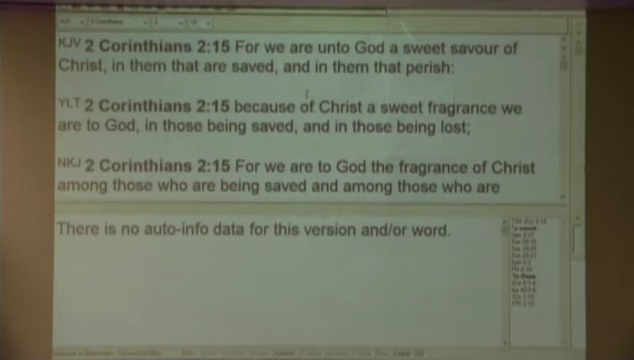 KJV 2 Corinthians 2:15 For we are unto God a sweet savour of
Christ, in them that are saved, and in them that perish:
YLT 2 Corinthians 2:15 because of Christ a sweet fragrance we
are to God, in those being saved, and in those being lost;
NKJ 2 Corinthians 2:15 For we are to God the fragrance of Christ
among those who are being saved and among those who are
There is no auto-info data for this version and/or word.